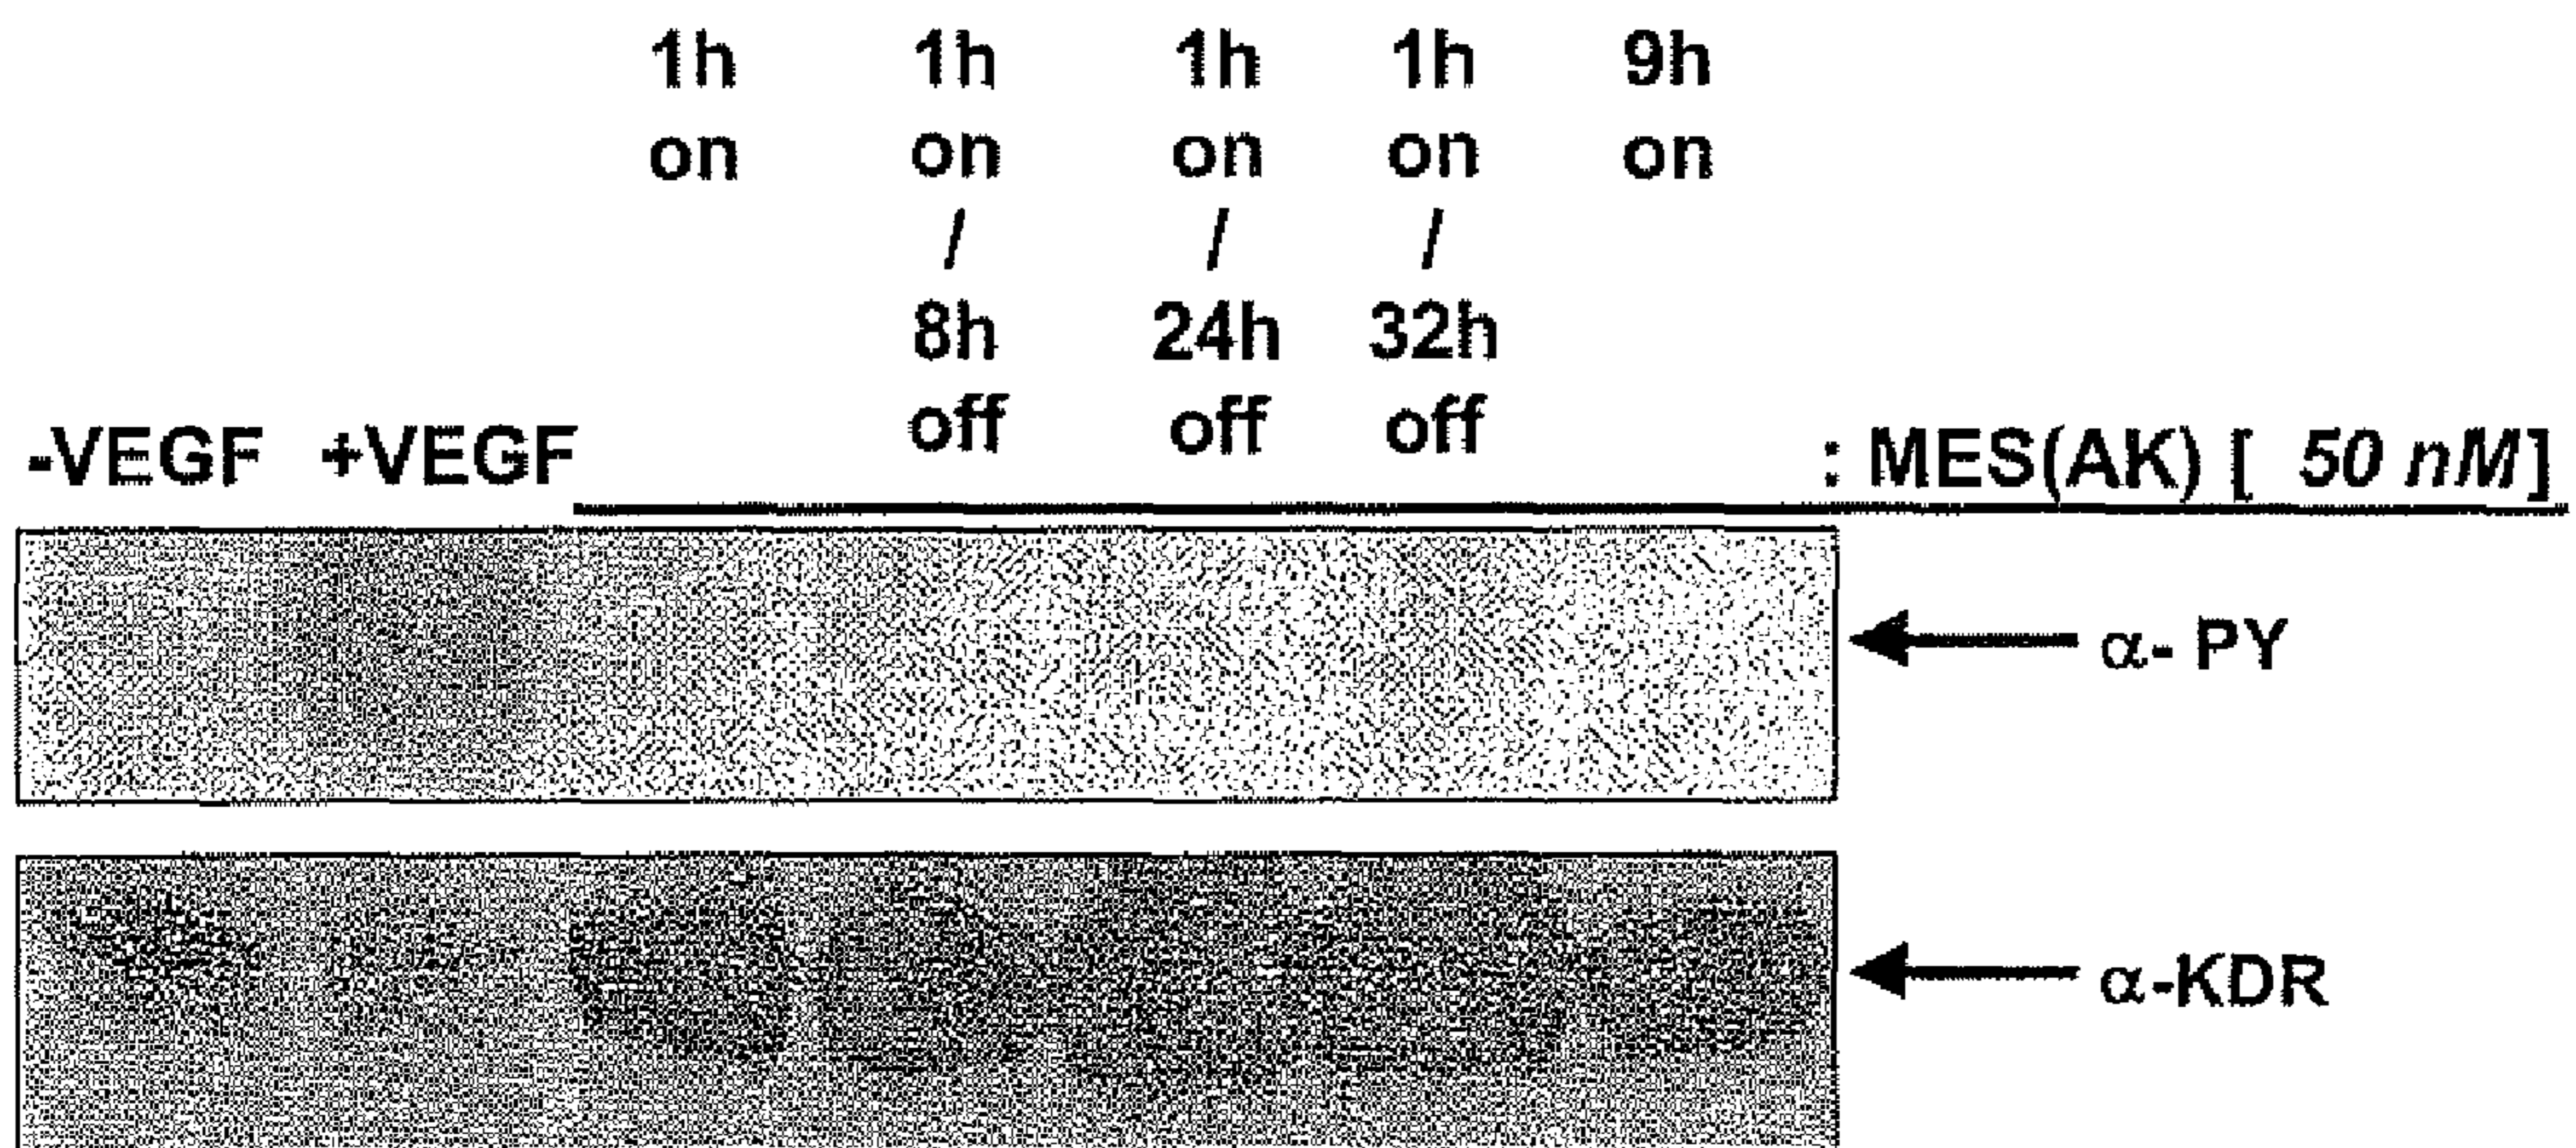 1h 1h 1h 1h 9h
on on on on on
/ / /
8h 24h 32h
off off off
-VEGF +VEGF : MES(AK) [ 50 nM]
α- PY
α-KDR